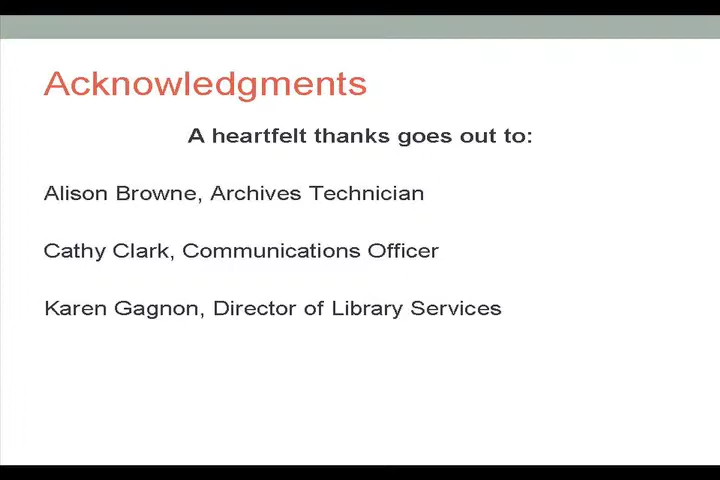 Acknowledgments
A heartfelt thanks goes out to:
Alison Browne, Archives Technician
Cathy Clark, Communications Officer
Karen Gagnon, Director of Library Services